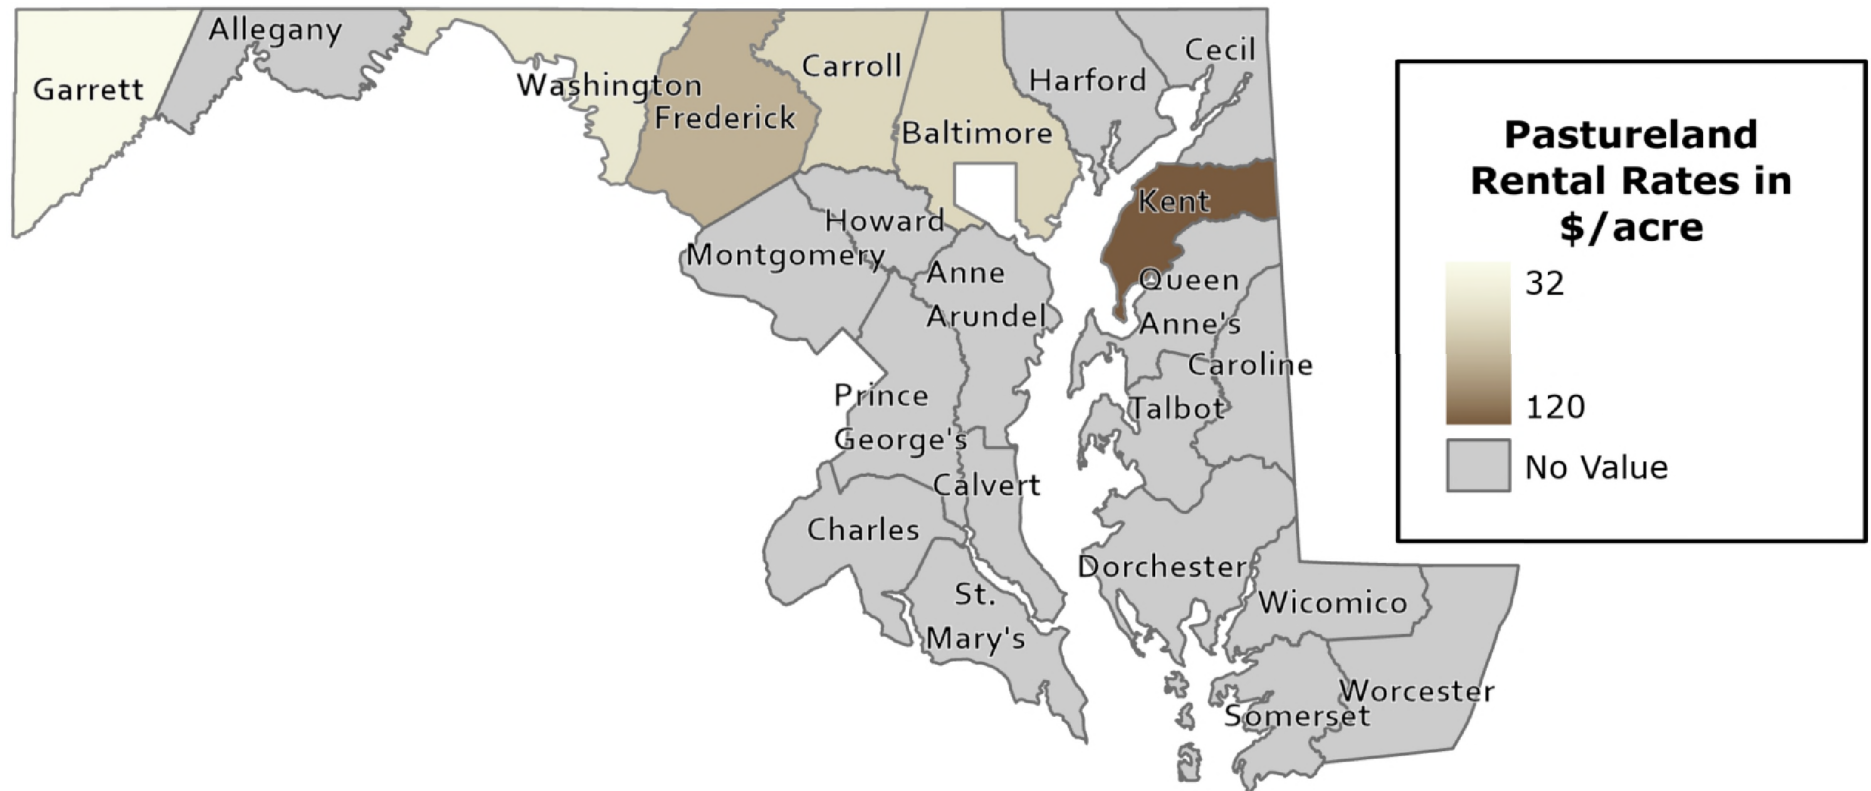 Allegany
Garrett
Washington
Frederick
Carroll
Baltimore
Harford
Cecil
Kent
Howard
Montgomery
Anne
Arundel
Queen
Anne's
Caroline
Talbot
Prince
George's
Calvert
Charles
St.
Mary's
Dorchester
Wicomico
Worcester
Somerset
Pastureland
Rental Rates in
$/acre
32
120
No Value